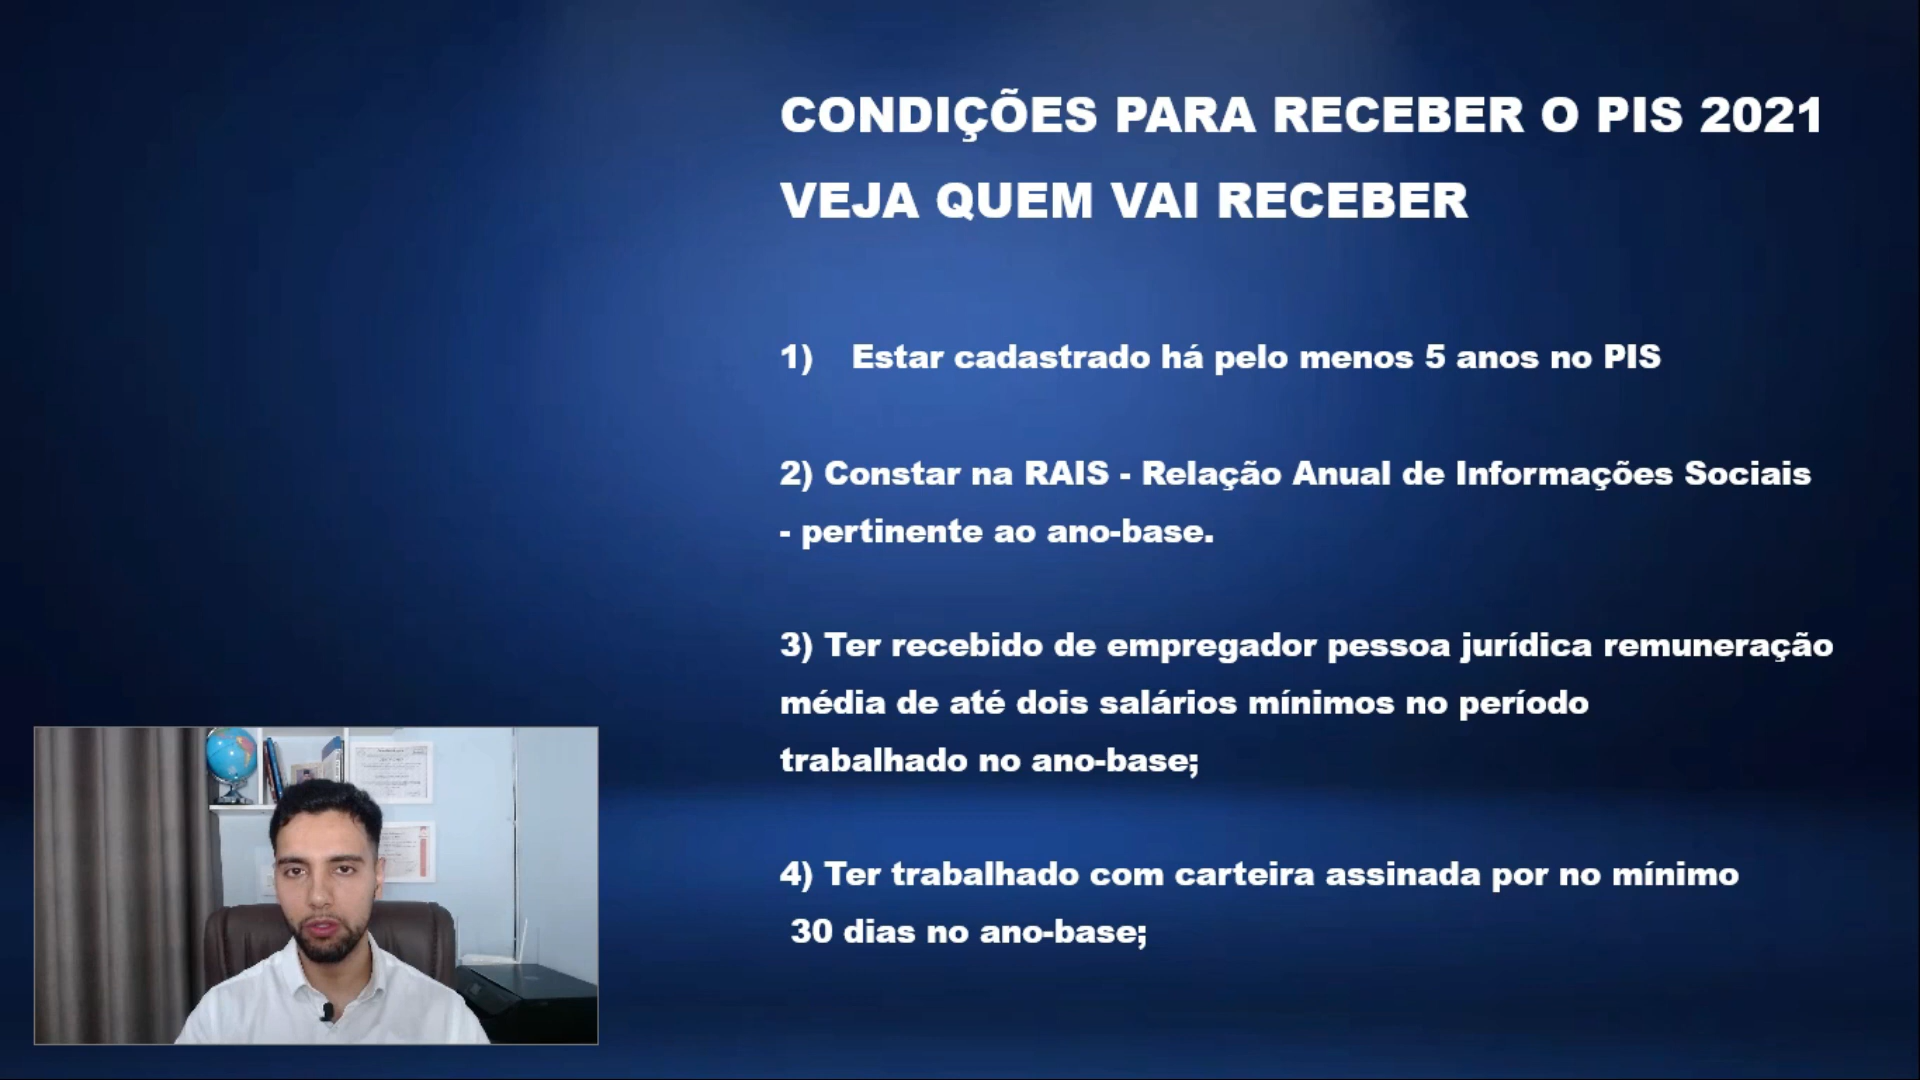 CONDIÇÕES PARA RECEBER O PIS 2021
VEJA QUEM VAI RECEBER
1) Estar cadastrado há pelo menos 5 anos no PIS
2) Constar na RAIS - Relação Anual de Informações Sociais
- pertinente ao ano-base.
3) Ter recebido de empregador pessoa jurídica remuneração
média de até dois salários mínimos no período
trabalhado no ano-base;
4) Ter trabalhado com carteira assinada por no mínimo
30 dias no ano-base;